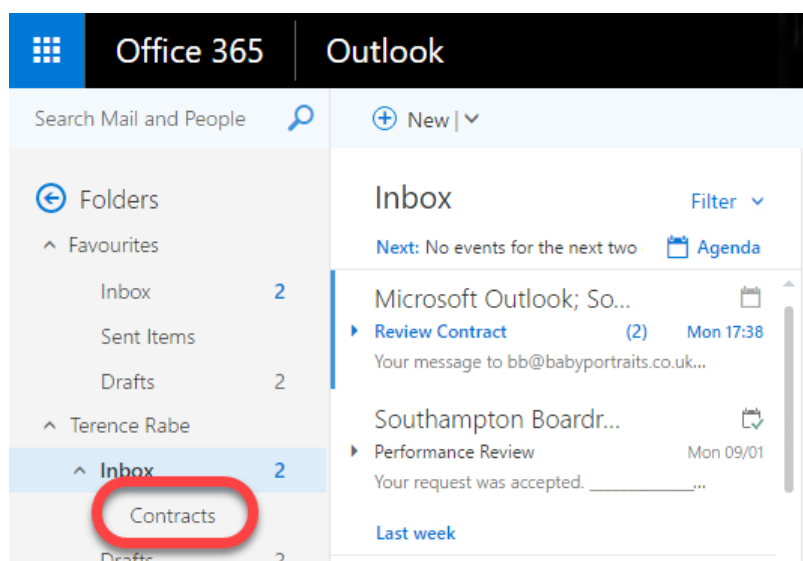 Office 365
Outlook
Search Mail and People
New
Folders
Favourites
Inbox 2
Sent Items
Drafts 2
Terence Rabe
Inbox 2
Contracts
Drafts 2
Inbox
Filter
Next: No events for the next two
Agenda
Microsoft Outlook; So...
Review Contract (2) Mon 17:38
Your message to bb@babyportraits.co.uk...
Southampton Boardr...
Performance Review Mon 09/01
Your request was accepted. ______________...
Last week